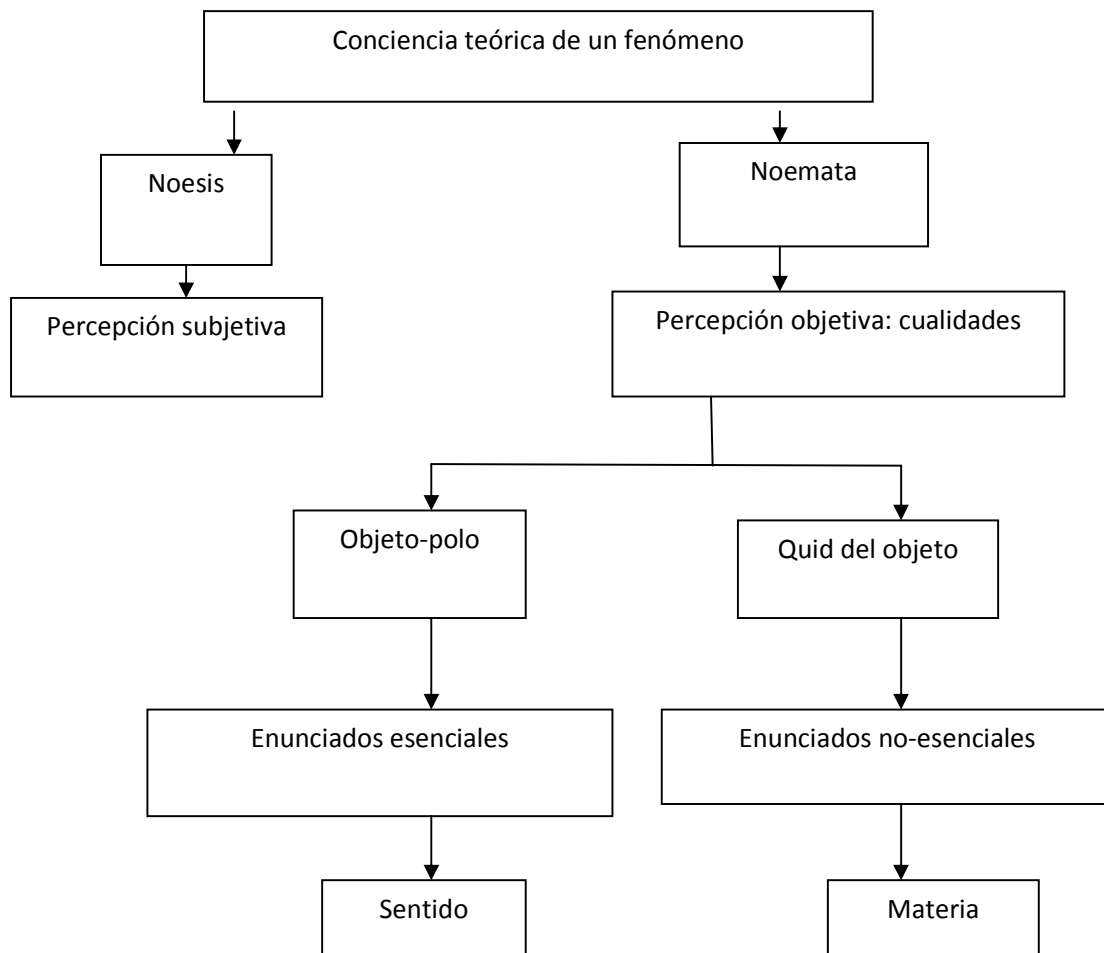 Conciencia teórica de un fenómeno
Noesis
Noemata
Percepción subjetiva
Percepción objetiva: cualidades
Objeto-polo
Quid del objeto
Enunciados esenciales
Enunciados no-esenciales
Sentido
Materia